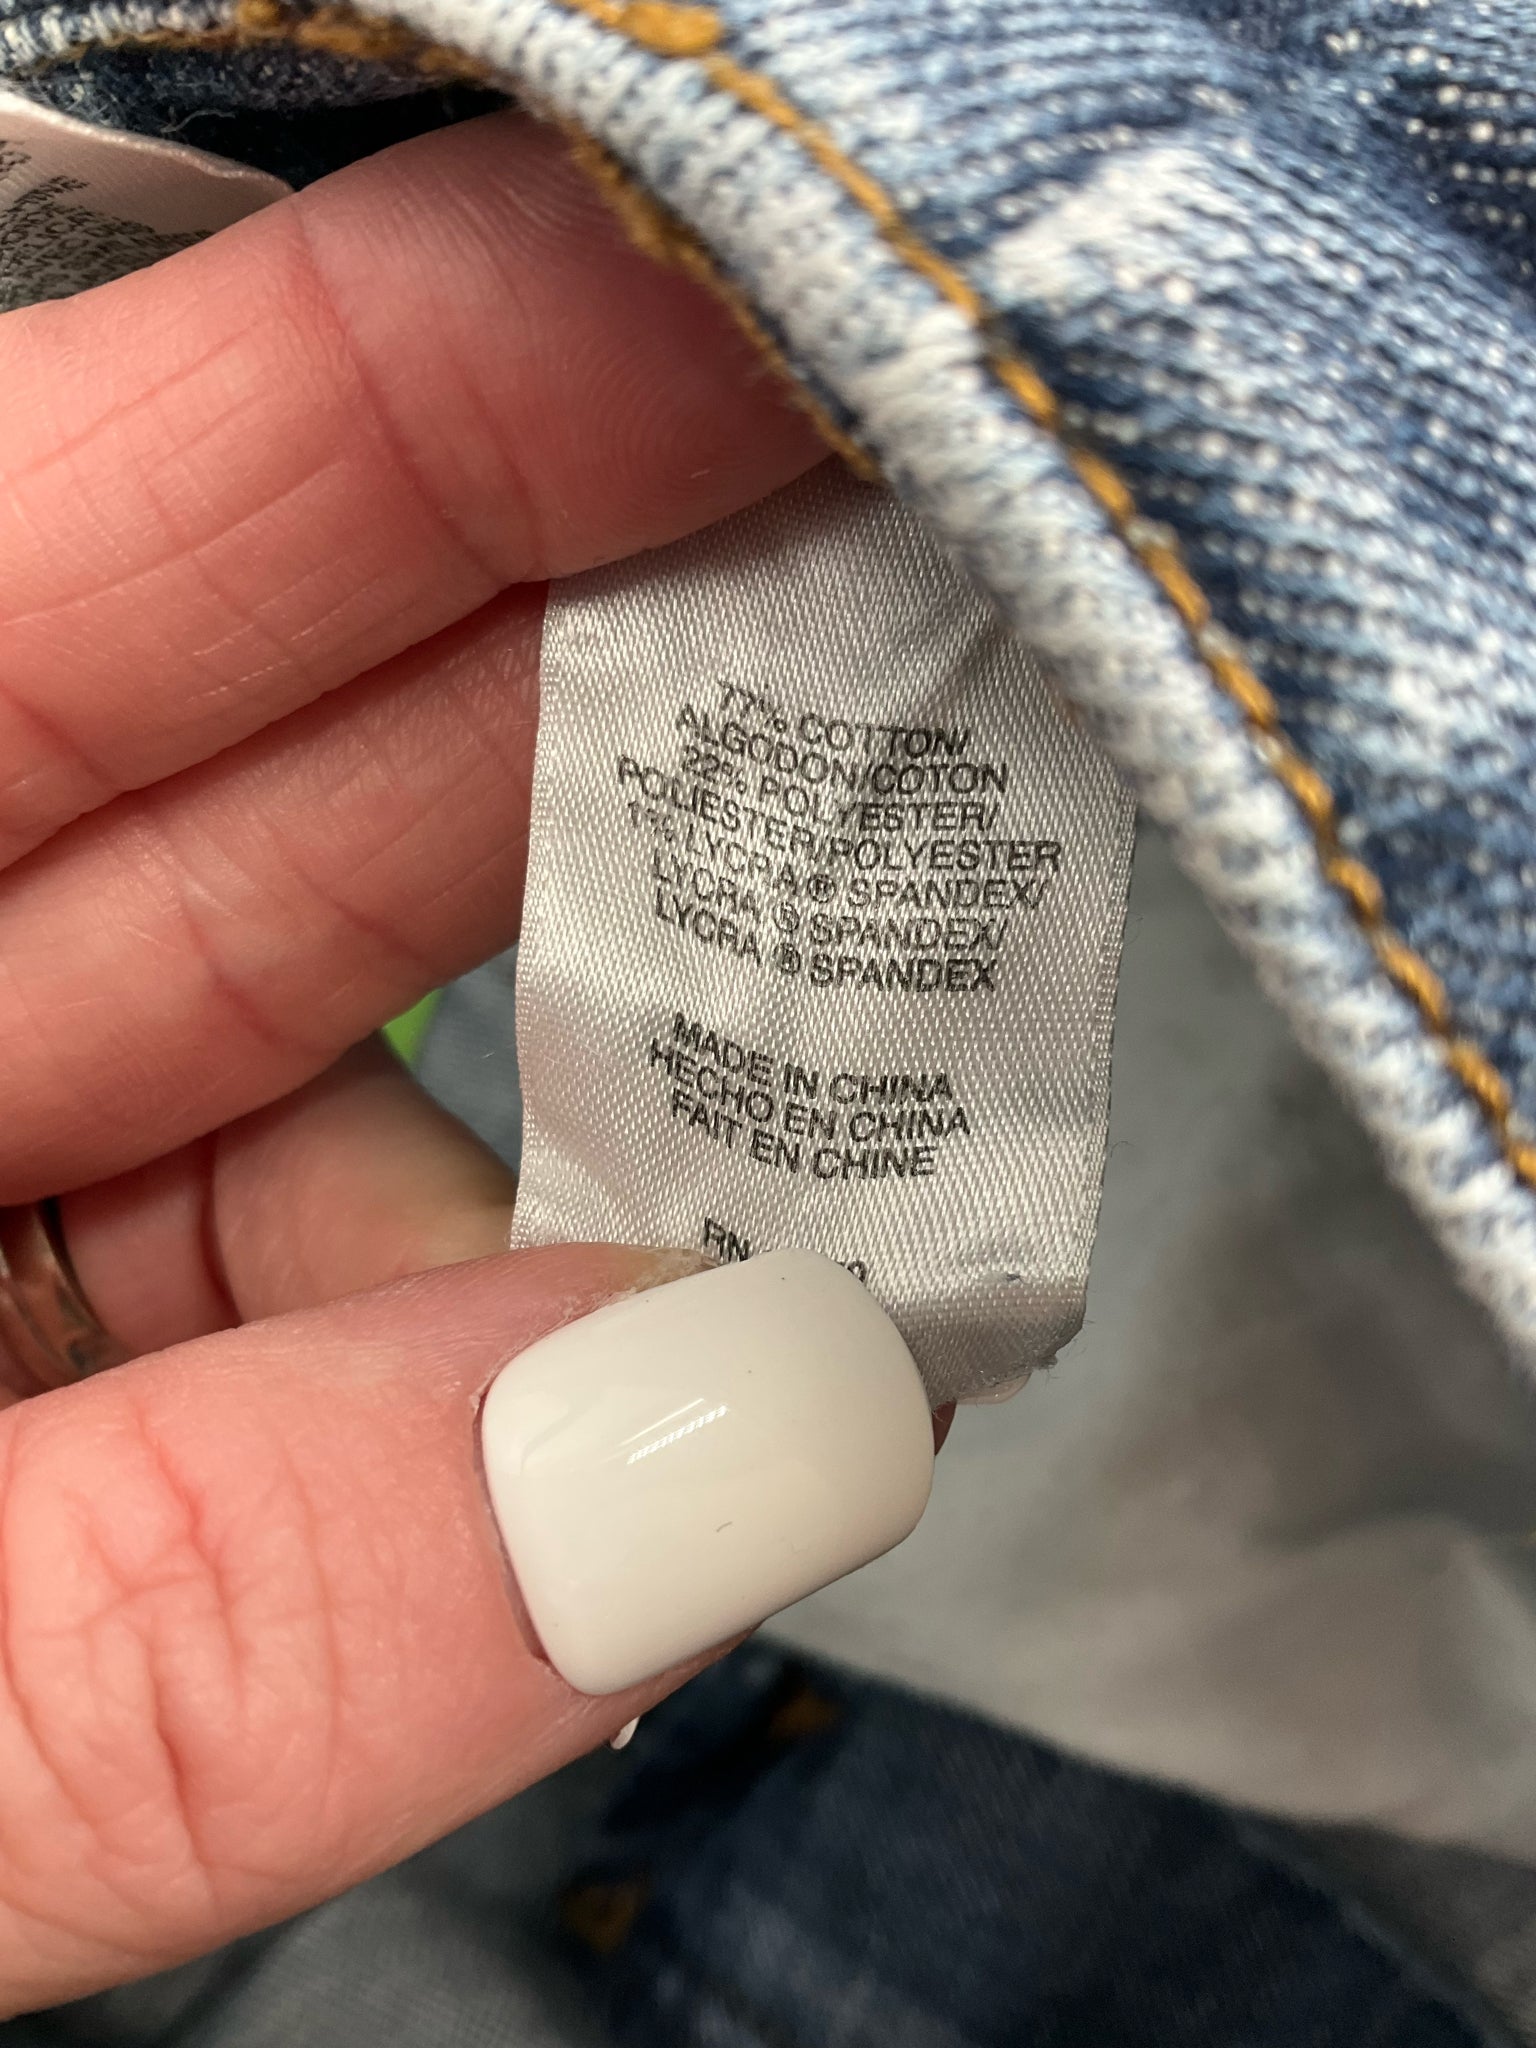 77% COTTON/
ALGODON/COTON
22% POLYESTER/
POLIESTER/POLYESTER
1% LYCRA ® SPANDEX/
LYCRA ® SPANDEX/
LYCRA ® SPANDEX
MADE IN CHINA
HECHO EN CHINA
FAIT EN CHINE
RN